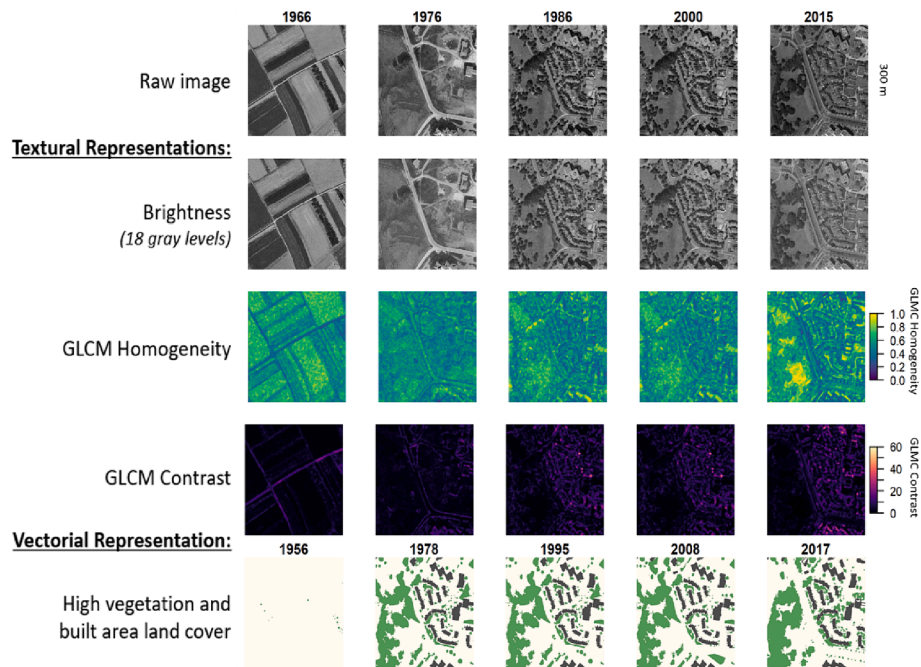 1966 1976 1986 2000 2015
Raw image
300 m
Textural Representations:
Brightness
(18 gray levels)
GLCM Homogeneity
1.0
0.8
0.6
0.4
0.2
0.0
GLMC Homogeneity
GLCM Contrast
60
40
20
0
GLMC Contrast
Vectorial Representation:
1956 1978 1995 2008 2017
High vegetation and
built area land cover